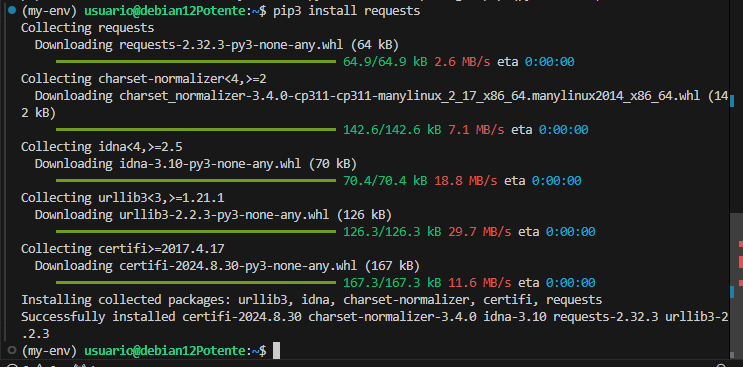 (my-env) usuario@debian12Potente:~$ pip3 install requests
Collecting requests
Downloading requests-2.32.3-py3-none-any.whl (64 kB)
64.9/64.9 kB 2.6 MB/s eta 0:00:00
Collecting charset-normalizer<4,>=2
Downloading charset_normalizer-3.4.0-cp311-cp311-manylinux_2_17_x86_64.manylinux2014_x86_64.whl (14
2 kB)
142.6/142.6 kB 7.1 MB/s eta 0:00:00
Collecting idna<4,>=2.5
Downloading idna-3.10-py3-none-any.whl (70 kB)
70.4/70.4 kB 18.8 MB/s eta 0:00:00
Collecting urllib3<3,>=1.21.1
Downloading urllib3-2.2.3-py3-none-any.whl (126 kB)
126.3/126.3 kB 29.7 MB/s eta 0:00:00
Collecting certifi>=2017.4.17
Downloading certifi-2024.8.30-py3-none-any.whl (167 kB)
167.3/167.3 kB 11.6 MB/s eta 0:00:00
Installing collected packages: urllib3, idna, charset-normalizer, certifi, requests
Successfully installed certifi-2024.8.30 charset-normalizer-3.4.0 idna-3.10 requests-2.32.3 urllib3-2
.2.3
(my-env) usuario@debian12Potente:~$